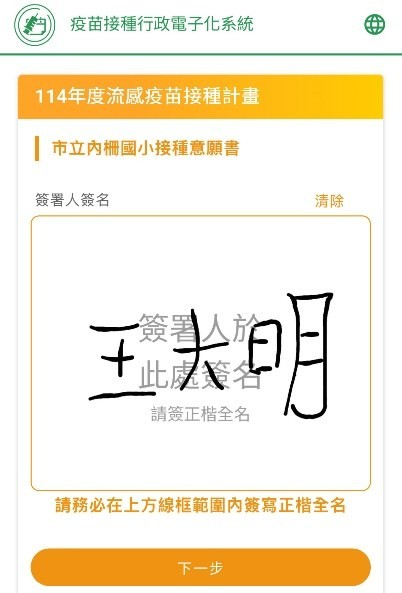 疫苗接種行政電子化系統
114年度流感疫苗接種計畫
市立內柵國小接種意願書
簽署人簽名
清除
簽署人於
此處簽名
請簽正楷全名
王大明
請務必在上方線框範圍內簽寫正楷全名
下一步